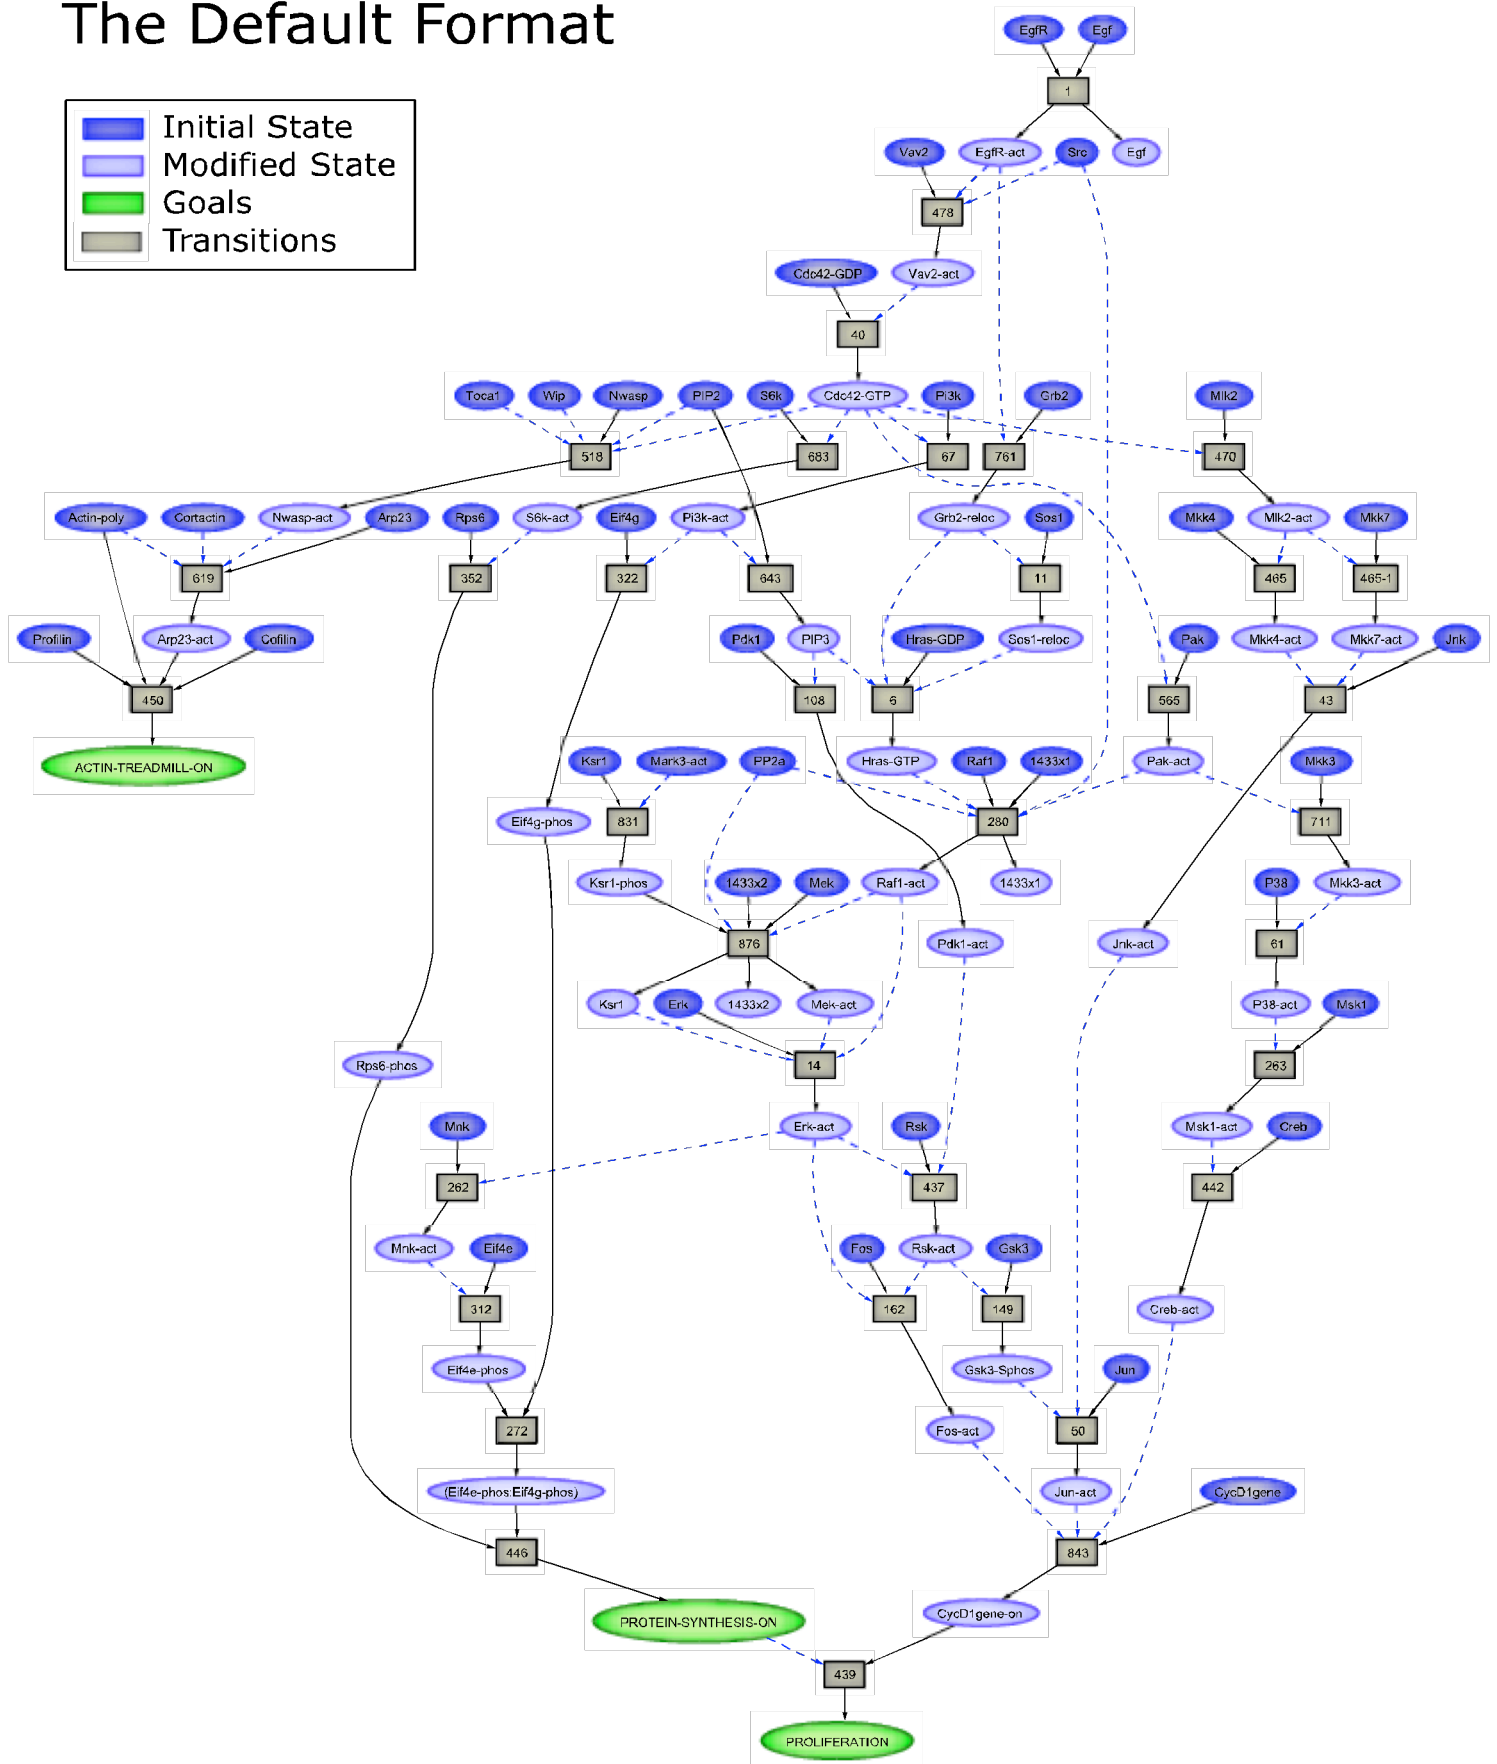 The Default Format
Initial State
Modified State
Goals
Transitions
EgfR Egf
1
Vav2 EgfR-act Src Egf
478
Cdc42-GDP Vav2-act
40
Toca1 Wip Nwasp PIP2 S6k Cdc42-GTP Pi3k Grb2 Mlk2
518 683 67 761 470
Actin-poly Cortactin Nwasp-act Arp23 Rps6 S6k-act Eif4g Pi3k-act Grb2-reloc Sos1 Mkk4 Mlk2-act Mkk7
619 352 322 643 11 465 465-1
Profilin Arp23-act Cofilin Pdk1 PIP3 Hras-GDP Sos1-reloc Pak Mkk4-act Mkk7-act Jnk
450 108 6 565 43
ACTIN-TREADMILL-ON Ksr1 Mark3-act PP2a Hras-GTP Raf1 1433x1 Pak-act Mkk3
Eif4g-phos 831 280 711
Ksr1-phos 1433x2 Mek Raf1-act 1433x1 P38 Mkk3-act
876 Pdk1-act Jnk-act 61
Ksr1 Erk 1433x2 Mek-act P38-act Msk1
Rps6-phos 14 263
Mnk Erk-act Rsk Msk1-act Creb
262 437 442
Mnk-act Eif4e Fos Rsk-act Gsk3
312 162 149 Creb-act
Eif4e-phos Gsk3-Sphos Jun
272 Fos-act 50
(Eif4e-phos:Eif4g-phos) Jun-act CycD1gene
446 843
PROTEIN-SYNTHESIS-ON CycD1gene-on
439
PROLIFERATION